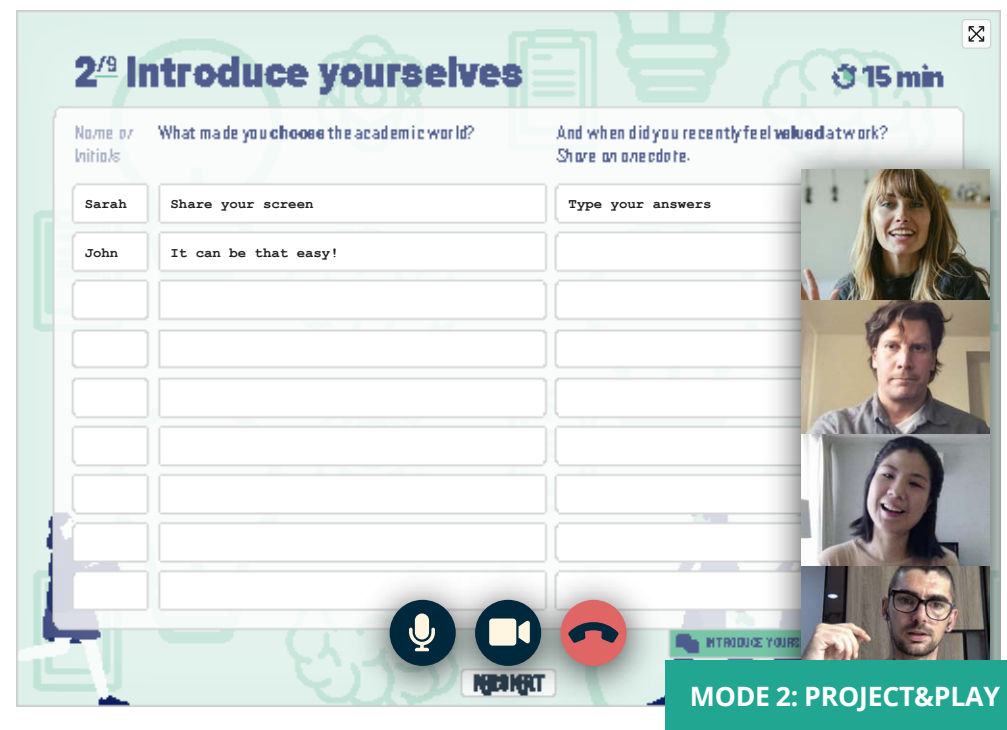 2/9 Introduce yourselves
15 min
Name or
Initials
What made you choose the academic world?
And when did you recently feel valued at work?
Share an anecdote.
Sarah
Share your screen
Type your answers
John
It can be that easy!
INTRODUCE YOURS
MODE 2: PROJECT&PLAY